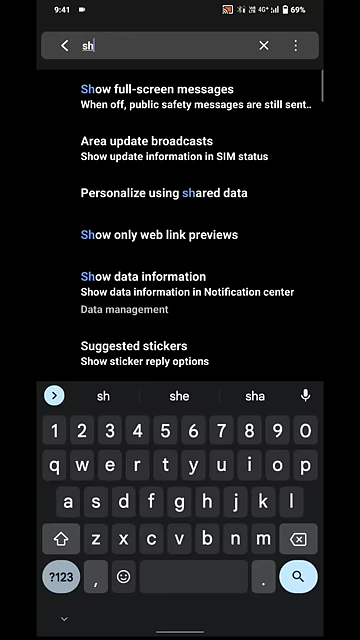 9:41 4G+ 69%
sh
Show full-screen messages
When off, public safety messages are still sent..
Area update broadcasts
Show update information in SIM status
Personalize using shared data
Show only web link previews
Show data information
Show data information in Notification center
Data management
Suggested stickers
Show sticker reply options
sh she sha
1 2 3 4 5 6 7 8 9 0
q w e r t y u i o p
a s d f g h j k l
z x c v b n m
?123 , .